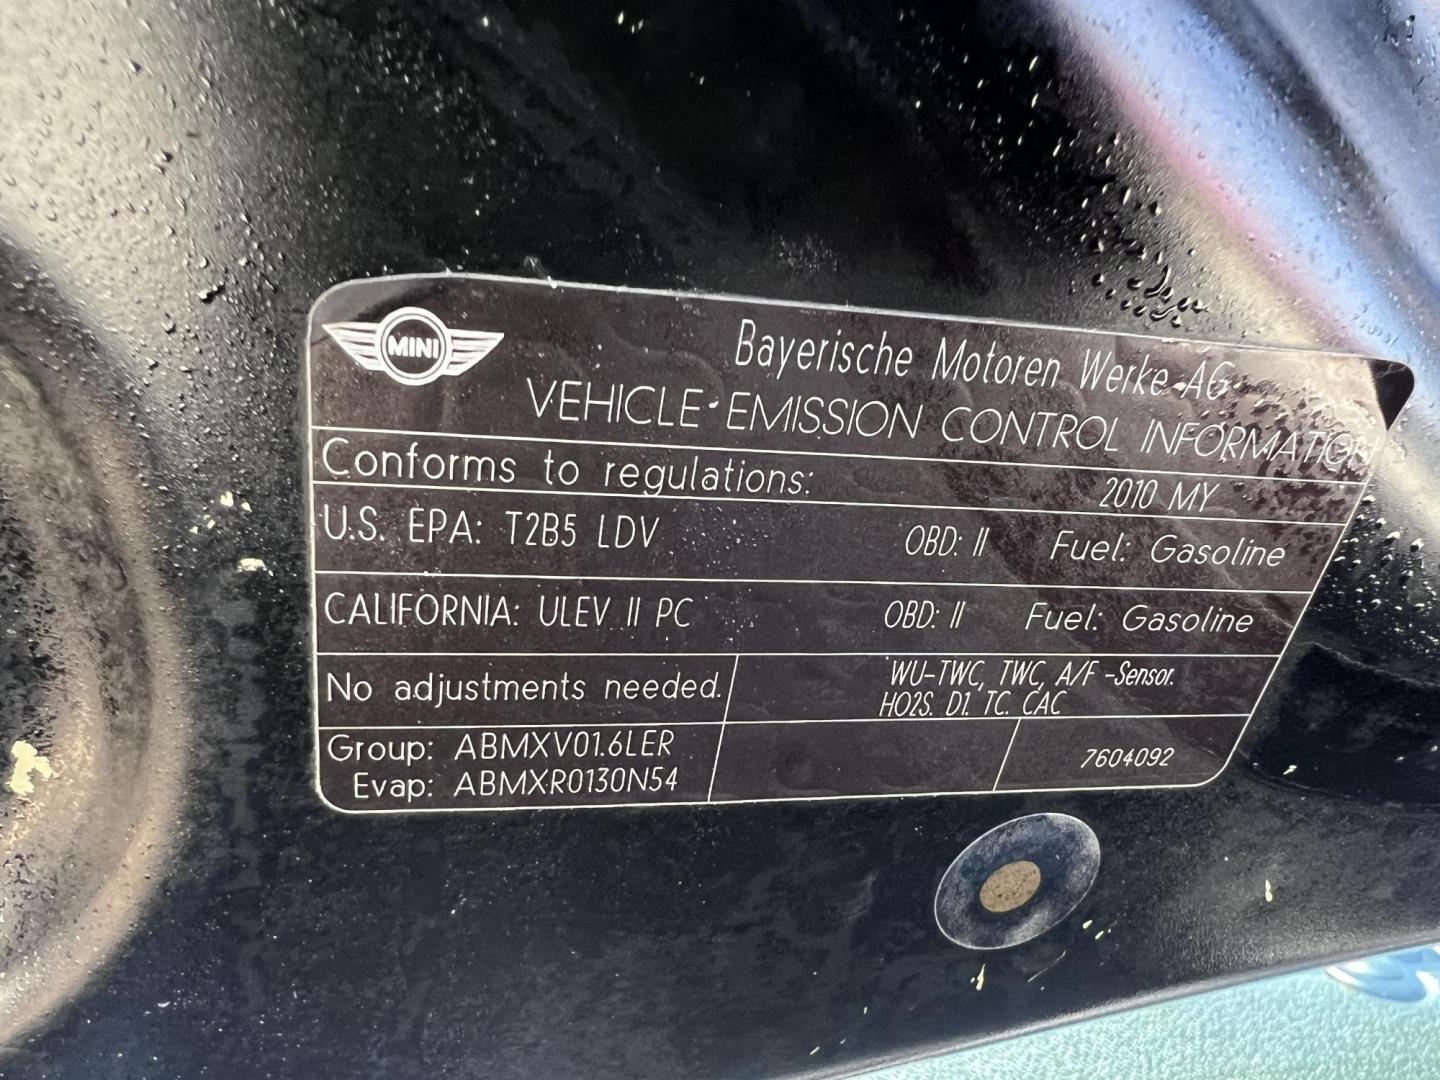 MINI
Bayerische Motoren Werke AG
VEHICLE EMISSION CONTROL INFORMATION
Conforms to regulations: 2010 MY
U.S. EPA: T2B5 LDV OBD: II Fuel: Gasoline
CALIFORNIA: ULEV II PC OBD: II Fuel: Gasoline
No adjustments needed.
WU-TWC, TWC, A/F -Sensor.
HO2S. DI. TC. CAC
Group: ABMXV01.6LER
Evap: ABMXR0130N54
7604092